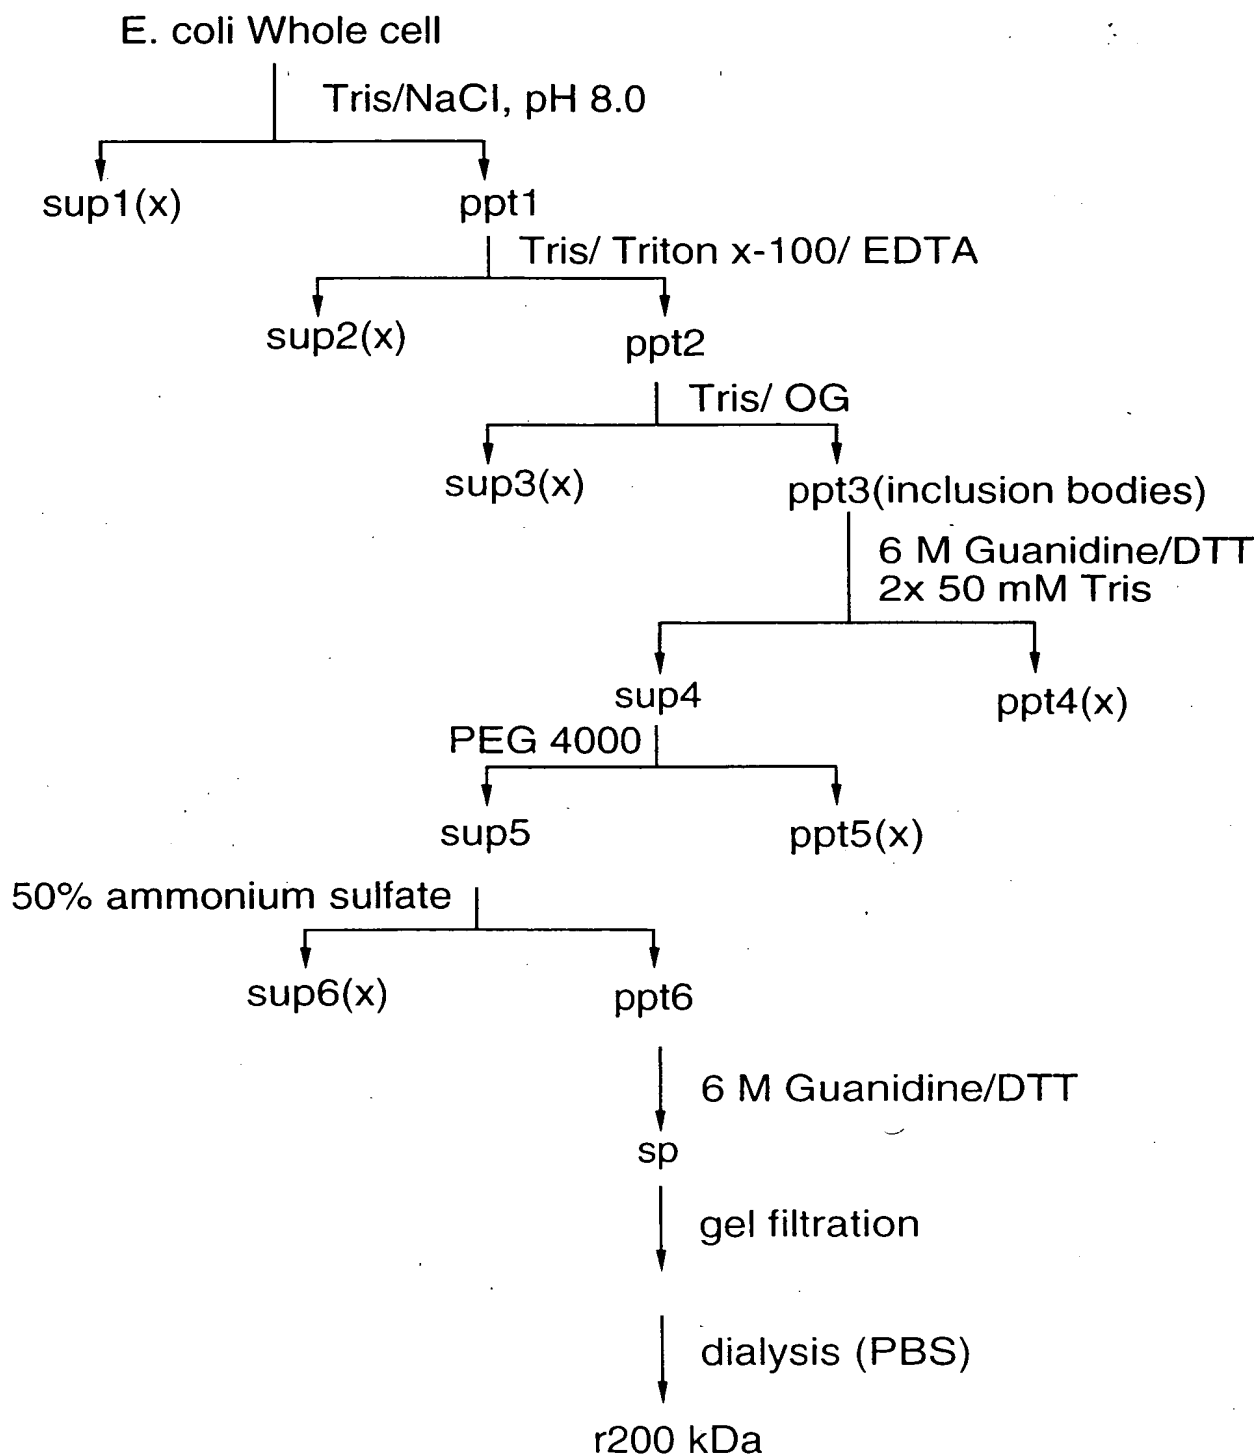 E. coli Whole cell
Tris/NaCl, pH 8.0
sup1(x)
ppt1
Tris/ Triton x-100/ EDTA
sup2(x)
ppt2
Tris/ OG
sup3(x)
ppt3(inclusion bodies)
6 M Guanidine/DTT
2x 50 mM Tris
sup4
ppt4(x)
PEG 4000
sup5
ppt5(x)
50% ammonium sulfate
sup6(x)
ppt6
6 M Guanidine/DTT
sp
gel filtration
dialysis (PBS)
r200 kDa